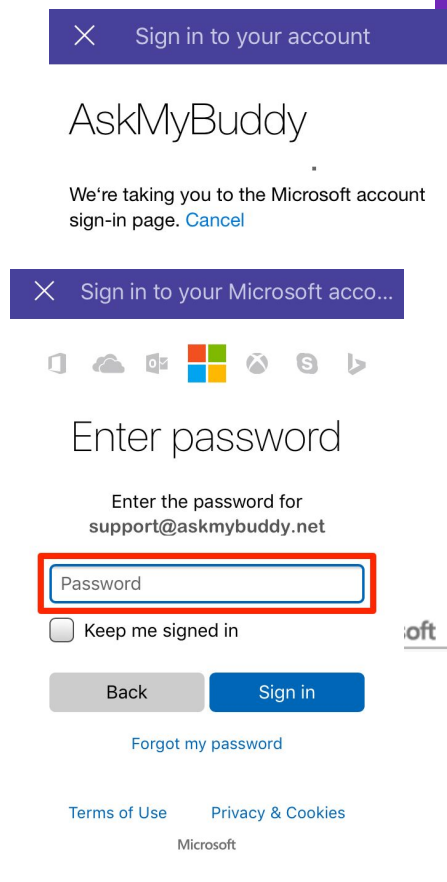 Sign in to your account
AskMyBuddy
We're taking you to the Microsoft account
sign-in page. Cancel
Sign in to your Microsoft acco...
Enter password
Enter the password for
support@askmybuddy.net
Password
Keep me signed in
oft
Back Sign in
Forgot my password
Terms of Use Privacy & Cookies
Microsoft